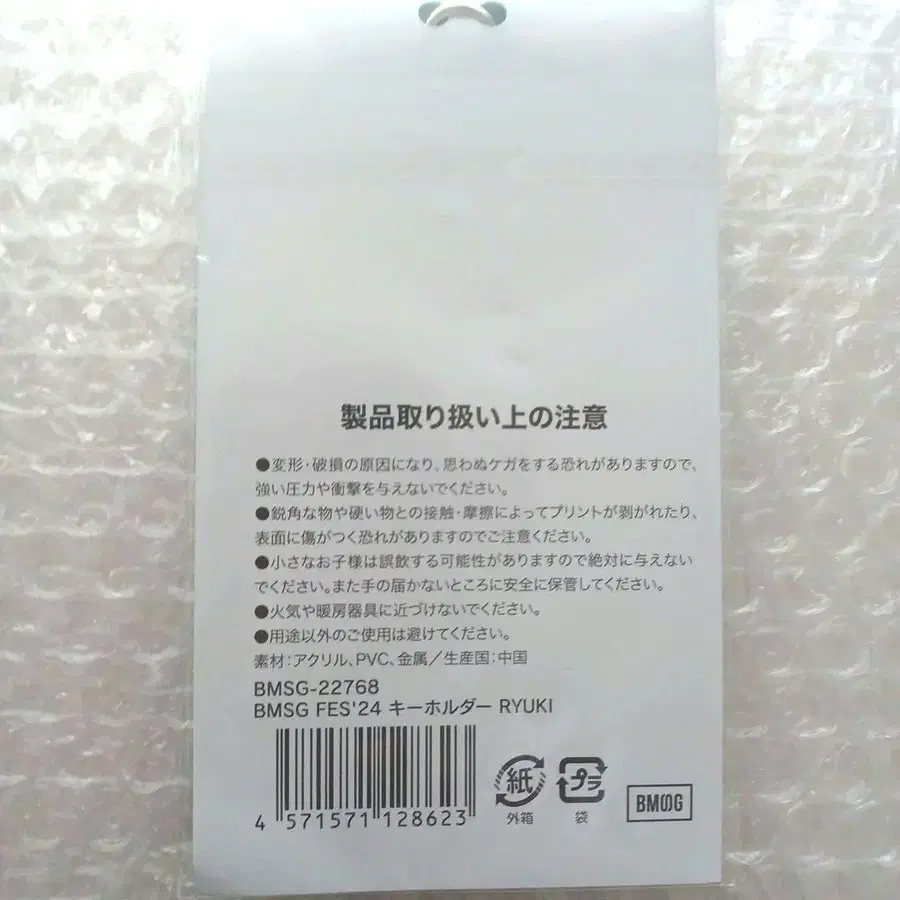 製品取り扱い上の注意
●変形・破損の原因になり、思わぬケガをする恐れがありますので、
強い圧力や衝撃を与えないでください。
●鋭角な物や硬い物との接触・摩擦によってプリントが剥がれたり、
表面に傷がつく恐れがありますのでご注意ください。
●小さなお子様は誤飲する可能性がありますので絶対に与えない
でください。また手の届かないところに安全に保管してください。
●火気や暖房器具に近づけないでください。
●用途以外のご使用は避けてください。
素材：アクリル、PVC、金属／生産国：中国
BMSG-22768
BMSG FES'24 キーホルダー RYUKI
4 571571 128623
紙
外箱
プラ
袋
BMSG